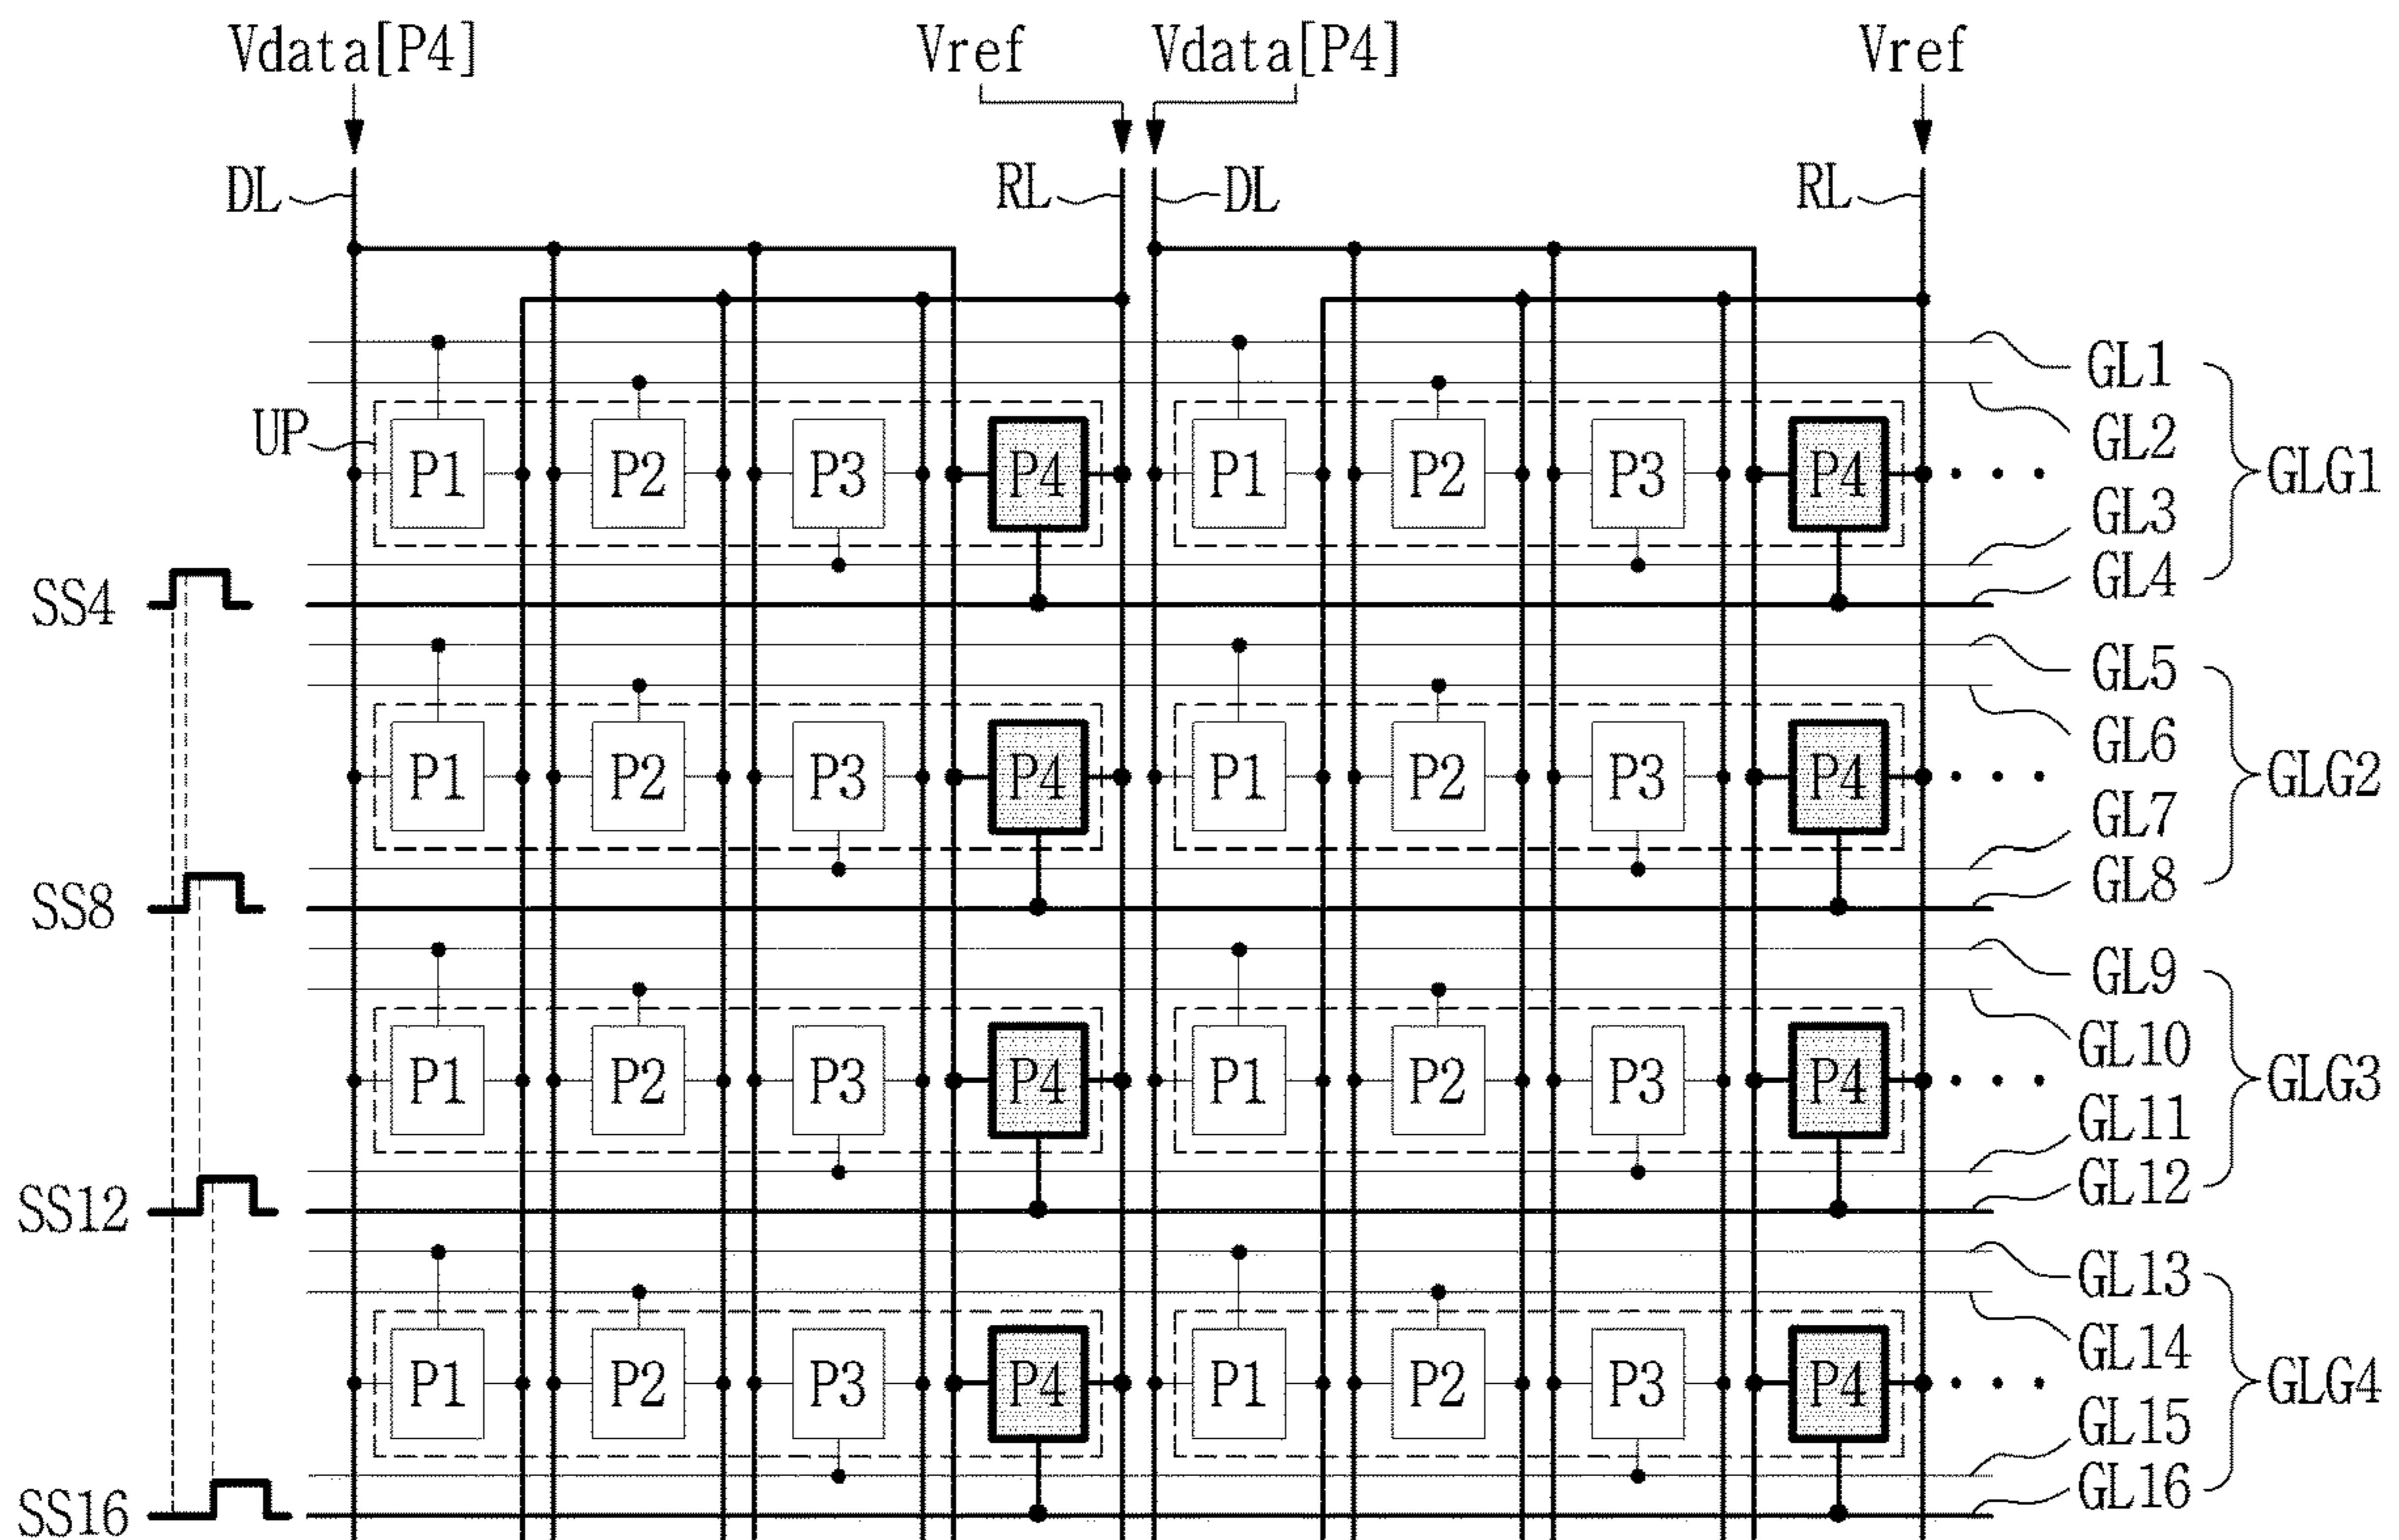 Vdata[P4] Vref Vdata[P4] Vref
DL RL DL RL
GL1
UP GL2
P1 P2 P3 P4 P1 P2 P3 P4 GLG1
GL3
SS4 GL4
GL5
GL6
P1 P2 P3 P4 P1 P2 P3 P4 GLG2
GL7
SS8 GL8
GL9
GL10
P1 P2 P3 P4 P1 P2 P3 P4 GLG3
GL11
SS12 GL12
GL13
GL14
P1 P2 P3 P4 P1 P2 P3 P4 GLG4
GL15
SS16 GL16